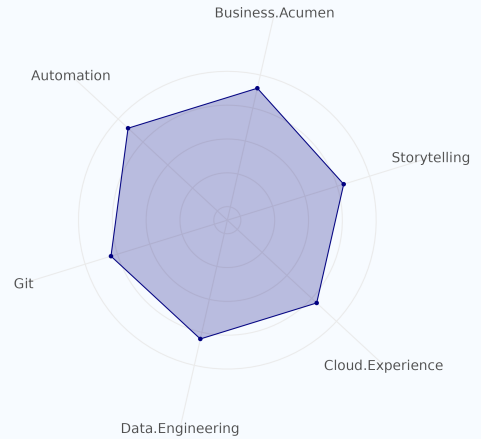 Business.Acumen
Automation
Storytelling
Git
Cloud.Experience
Data.Engineering